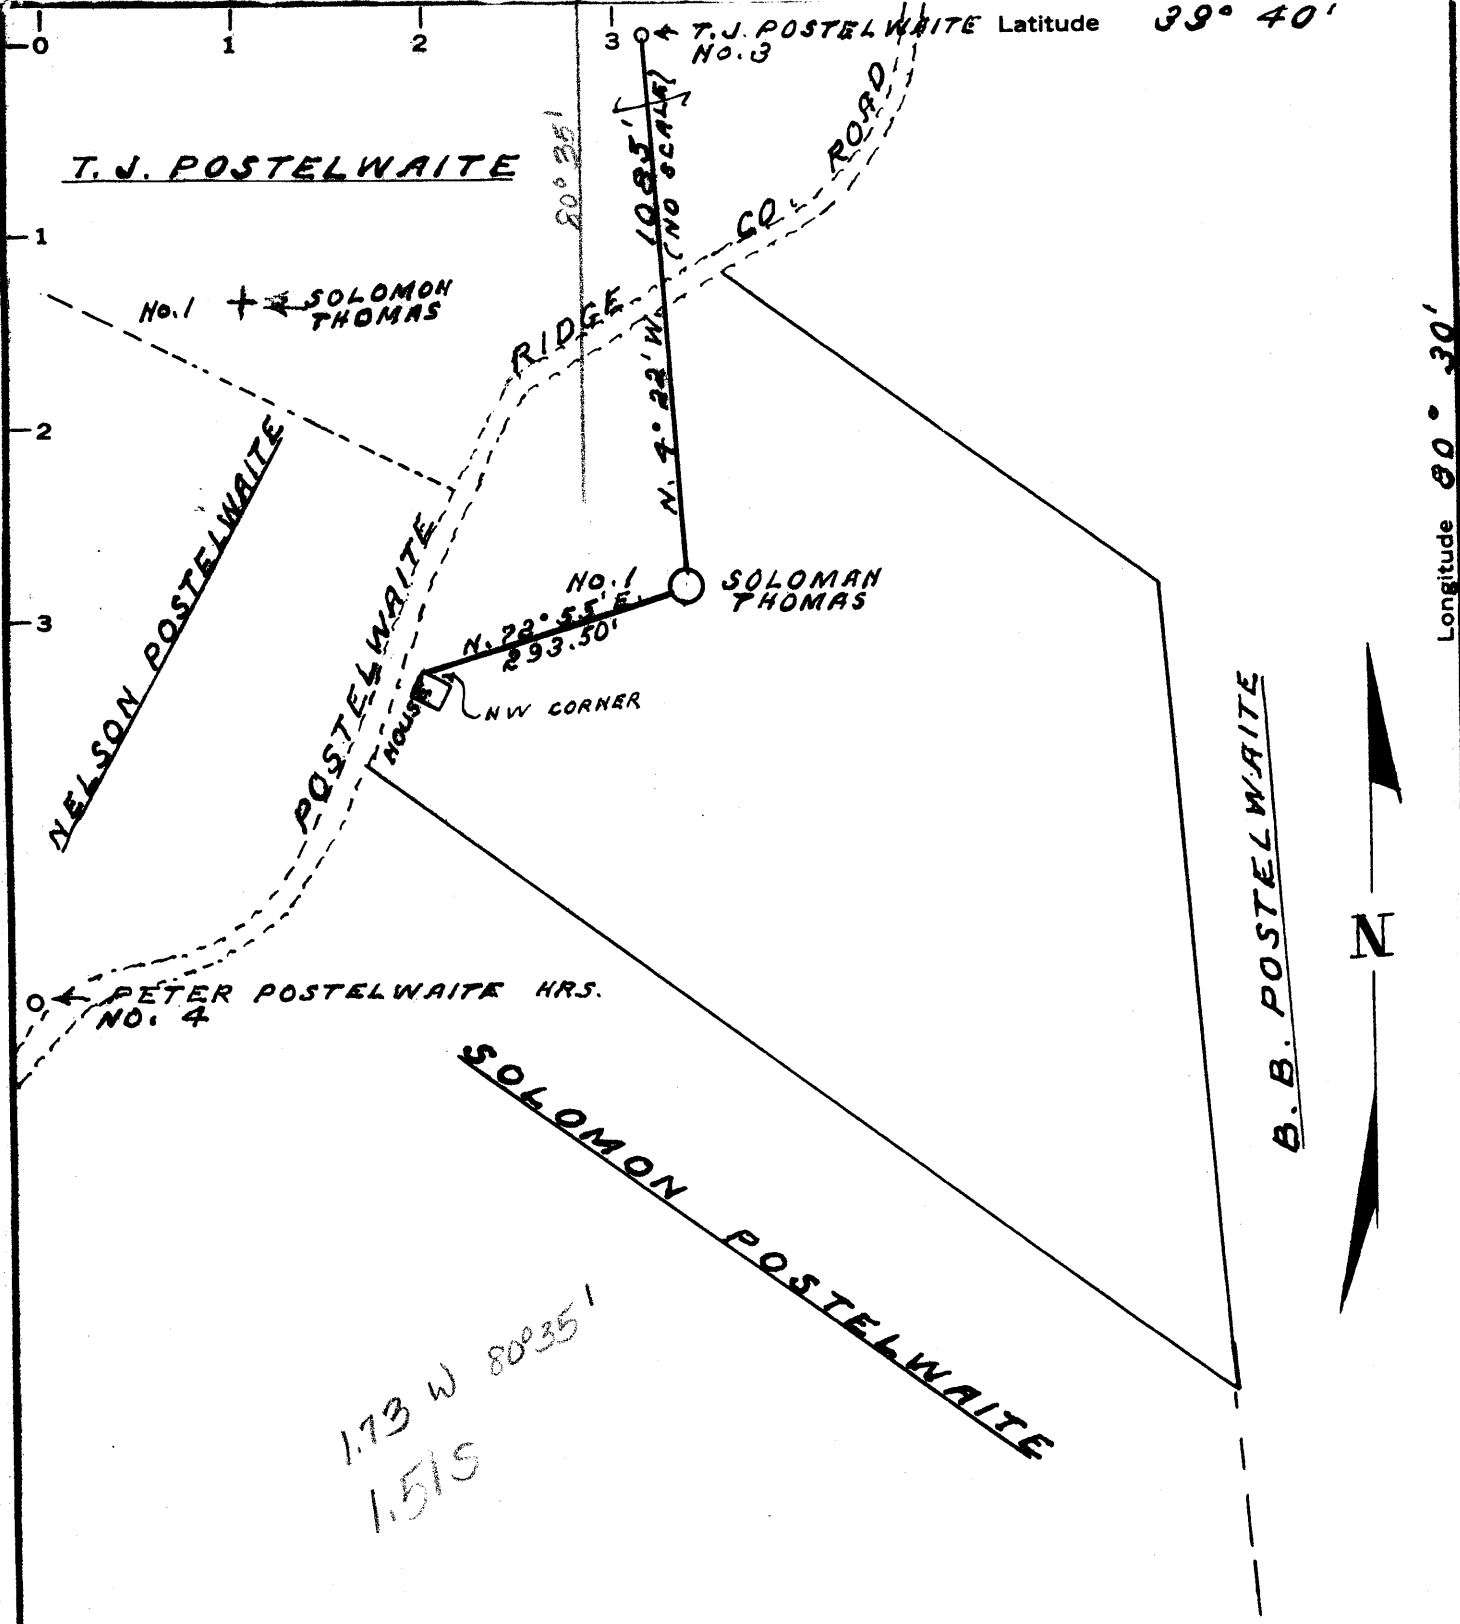 0 1 2 3
T.J. POSTELWAITE
NO. 3
Latitude 39° 40'
T. J. POSTELWAITE
80° 35'
1085'
(NO SCALE)
N. 4° 22' W.
POSTELWAITE RIDGE CO. ROAD
1
No. 1
SOLOMON
THOMAS
2
NELSON POSTELWAITE
3
No. 1
SOLOMAN
THOMAS
N. 72° 55' E.
293.50'
HOUSE
NW CORNER
Longitude 80° 30'
B. B. POSTELWAITE
N
PETER POSTELWAITE HRS.
NO. 4
SOLOMON POSTELWAITE
1.73 W 80°35'
1.51S